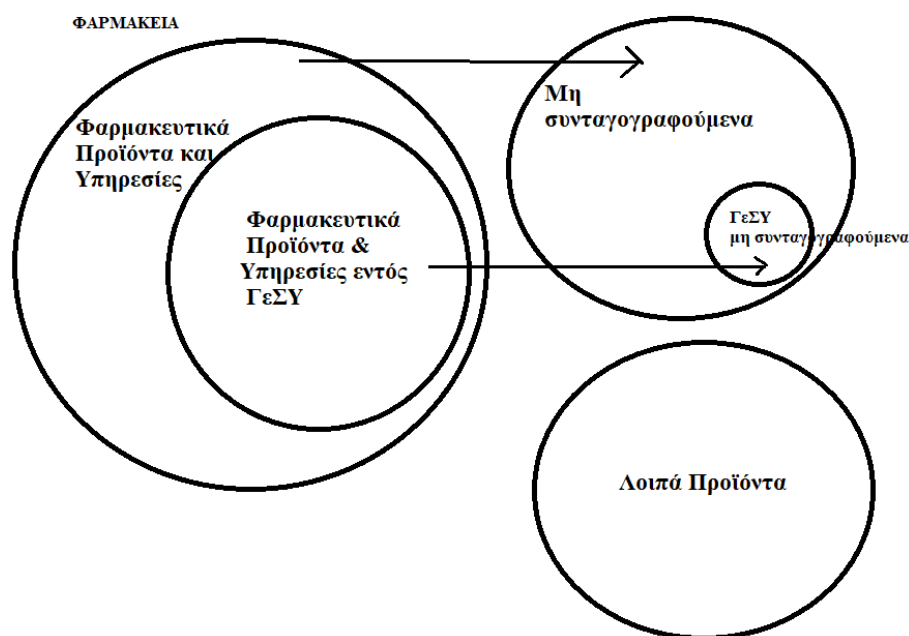 ΦΑΡΜΑΚΕΙΑ
Φαρμακευτικά
Προϊόντα και
Υπηρεσίες
Φαρμακευτικά
Προϊόντα &
Υπηρεσίες εντός
ΓεΣΥ
Μη
συνταγογραφούμενα
ΓεΣΥ
μη συνταγογραφούμενα
Λοιπά Προϊόντα